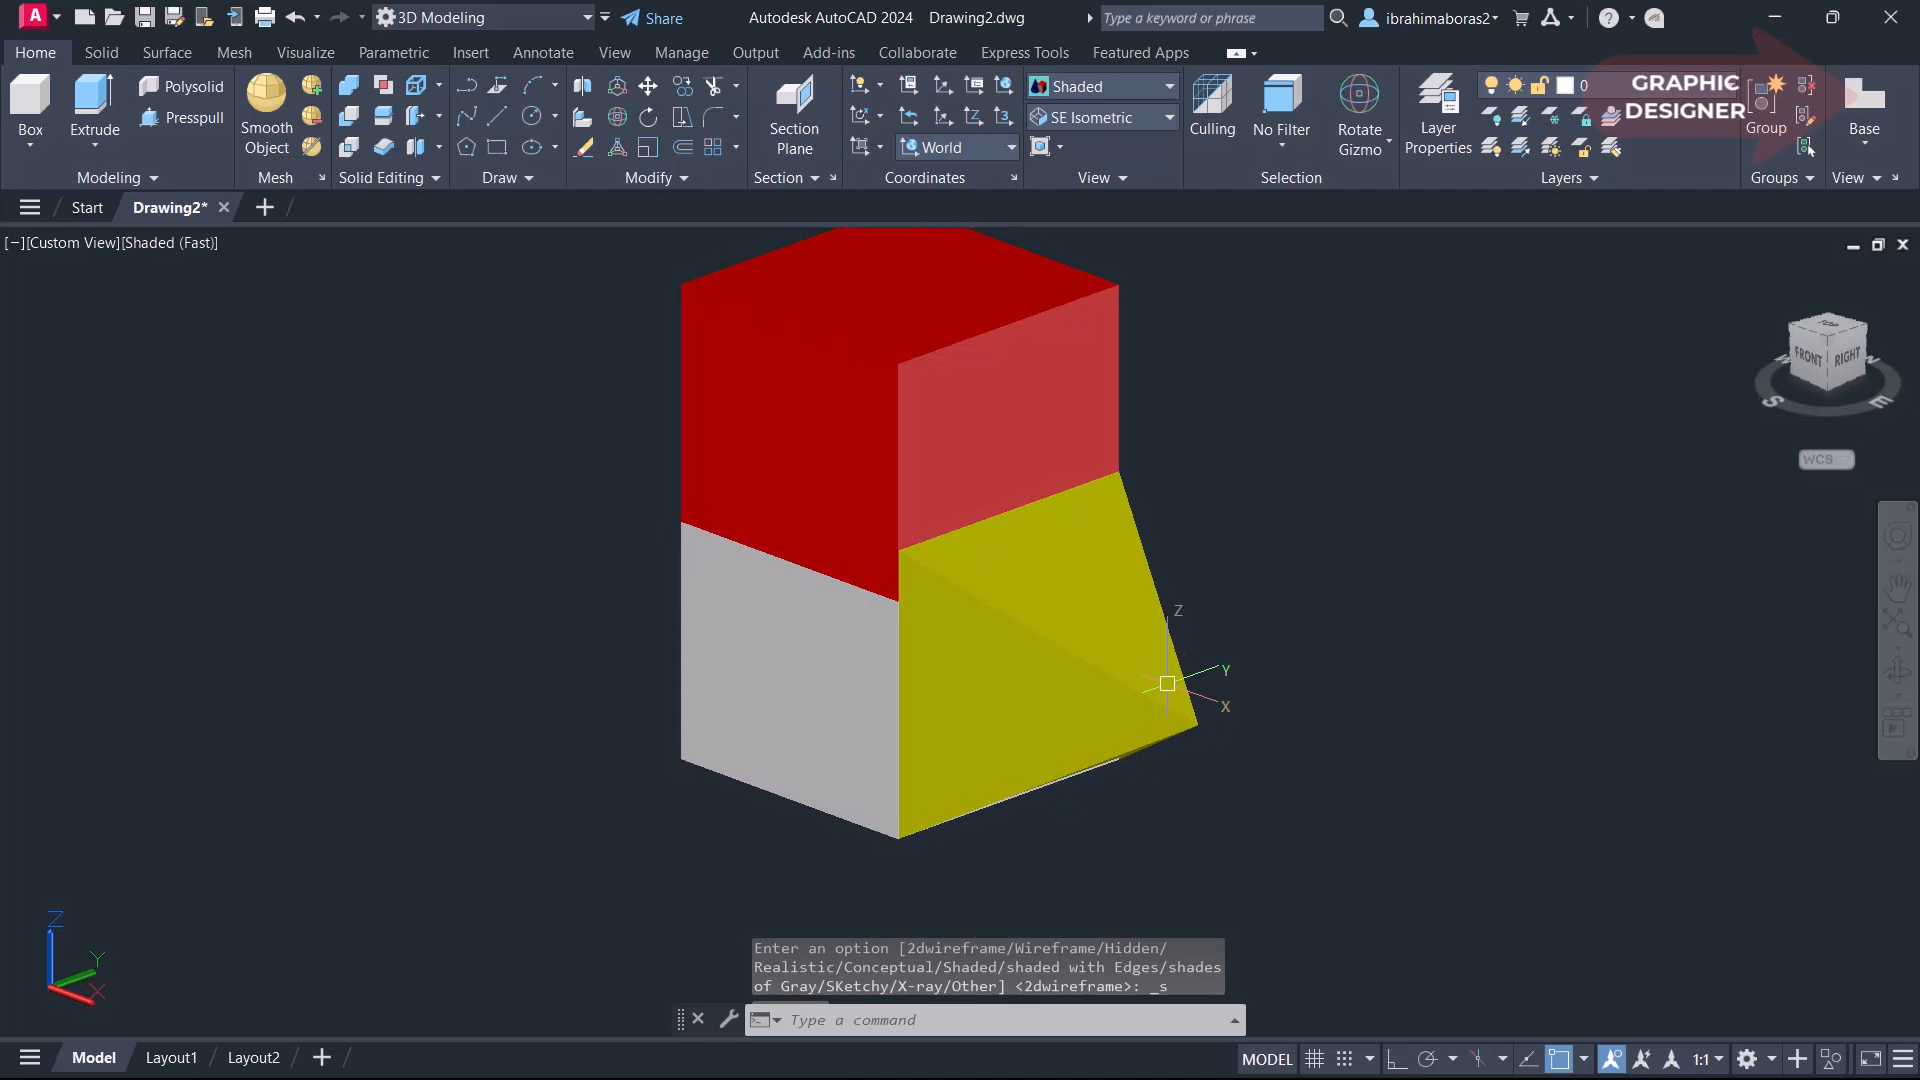 A 3D Modeling Share Autodesk AutoCAD 2024 Drawing2.dwg Type a keyword or phrase ibrahimaboras2
Home Solid Surface Mesh Visualize Parametric Insert Annotate View Manage Output Add-ins Collaborate Express Tools Featured Apps
Box
Extrude
Polysolid
Presspull
Smooth
Object
Section
Plane
World
Shaded
SE Isometric
Culling
No Filter
Rotate
Gizmo
Layer
Properties
0
GRAPHIC
DESIGNER
Group
Base
Modeling Mesh Solid Editing Draw Modify Section Coordinates View Selection Layers Groups View
Start Drawing2*
[−][Custom View][Shaded (Fast)]
TOP
FRONT RIGHT
W N
S E
WCS
Z
Y
X
Z
Y
X
Enter an option [2dwireframe/Wireframe/Hidden/
Realistic/Conceptual/Shaded/shaded with Edges/shades
of Gray/SKetchy/X-ray/Other] <2dwireframe>: _s
Type a command
Model Layout1 Layout2 MODEL 1:1